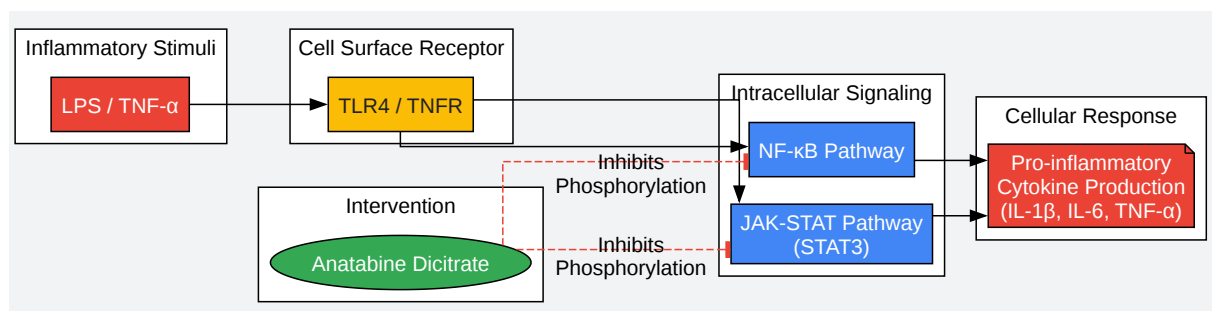 Inflammatory Stimuli
LPS / TNF-α
Cell Surface Receptor
TLR4 / TNFR
Intracellular Signaling
NF-κB Pathway
JAK-STAT Pathway
(STAT3)
Cellular Response
Pro-inflammatory
Cytokine Production
(IL-1β, IL-6, TNF-α)
Inhibits
Phosphorylation
Intervention
Anatabine Dicitrate
Inhibits
Phosphorylation